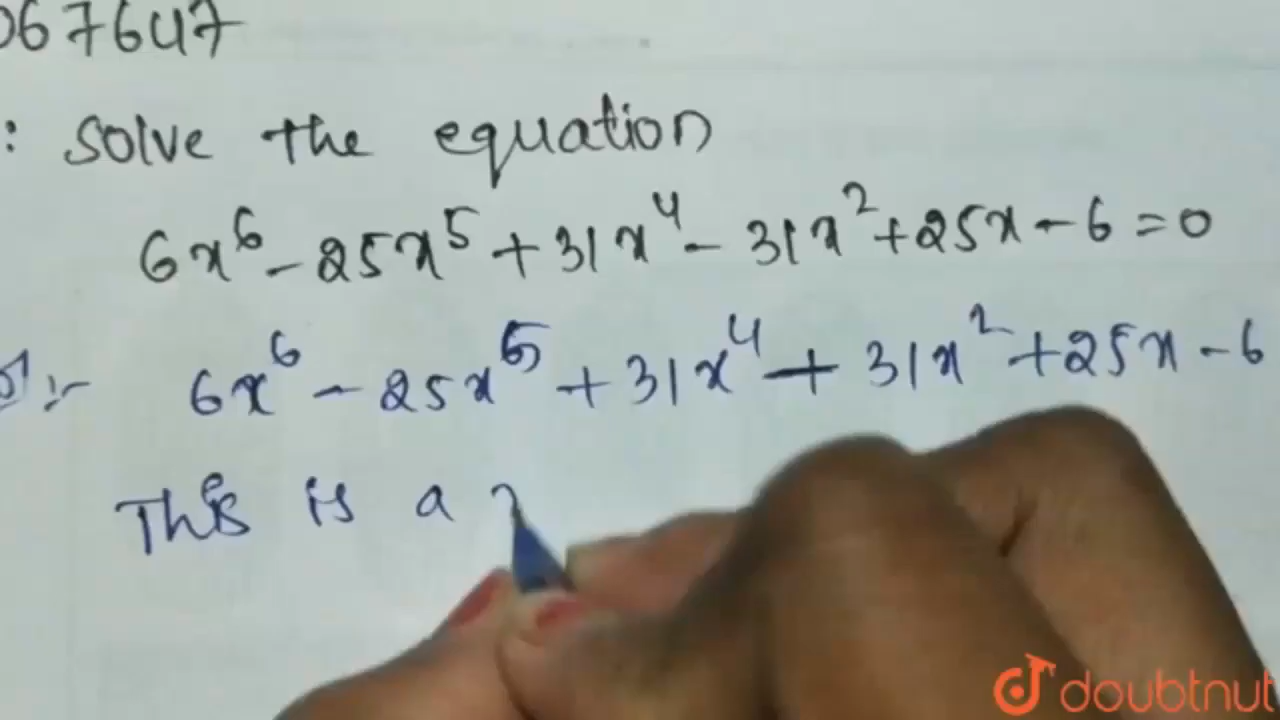 067647
: solve the equation
6x⁶ - 25x⁵ + 31x⁴ - 31x² + 25x - 6 = 0
:- 6x⁶ - 25x⁵ + 31x⁴ + 31x² + 25x - 6
This is a
doubtnut